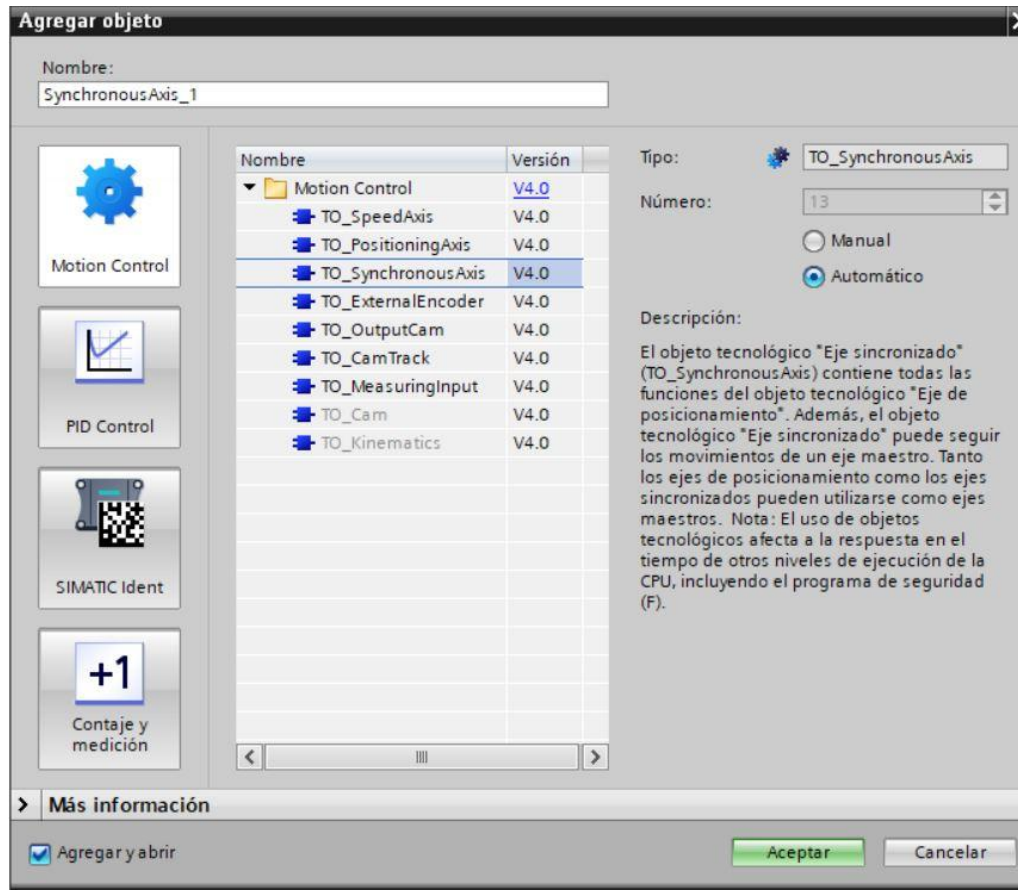 Agregar objeto
Nombre:
SynchronousAxis_1
Motion Control
PID Control
SIMATIC Ident
+1
Contaje y
medición
Nombre Versión
Motion Control V4.0
TO_SpeedAxis V4.0
TO_PositioningAxis V4.0
TO_SynchronousAxis V4.0
TO_ExternalEncoder V4.0
TO_OutputCam V4.0
TO_CamTrack V4.0
TO_MeasuringInput V4.0
TO_Cam V4.0
TO_Kinematics V4.0
Tipo: TO_SynchronousAxis
Número: 13
Manual
Automático
Descripción:
El objeto tecnológico "Eje sincronizado"
(TO_SynchronousAxis) contiene todas las
funciones del objeto tecnológico "Eje de
posicionamiento". Además, el objeto
tecnológico "Eje sincronizado" puede seguir
los movimientos de un eje maestro. Tanto
los ejes de posicionamiento como los ejes
sincronizados pueden utilizarse como ejes
maestros. Nota: El uso de objetos
tecnológicos afecta a la respuesta en el
tiempo de otros niveles de ejecución de la
CPU, incluyendo el programa de seguridad
(F).
Más información
Agregar y abrir
Aceptar
Cancelar